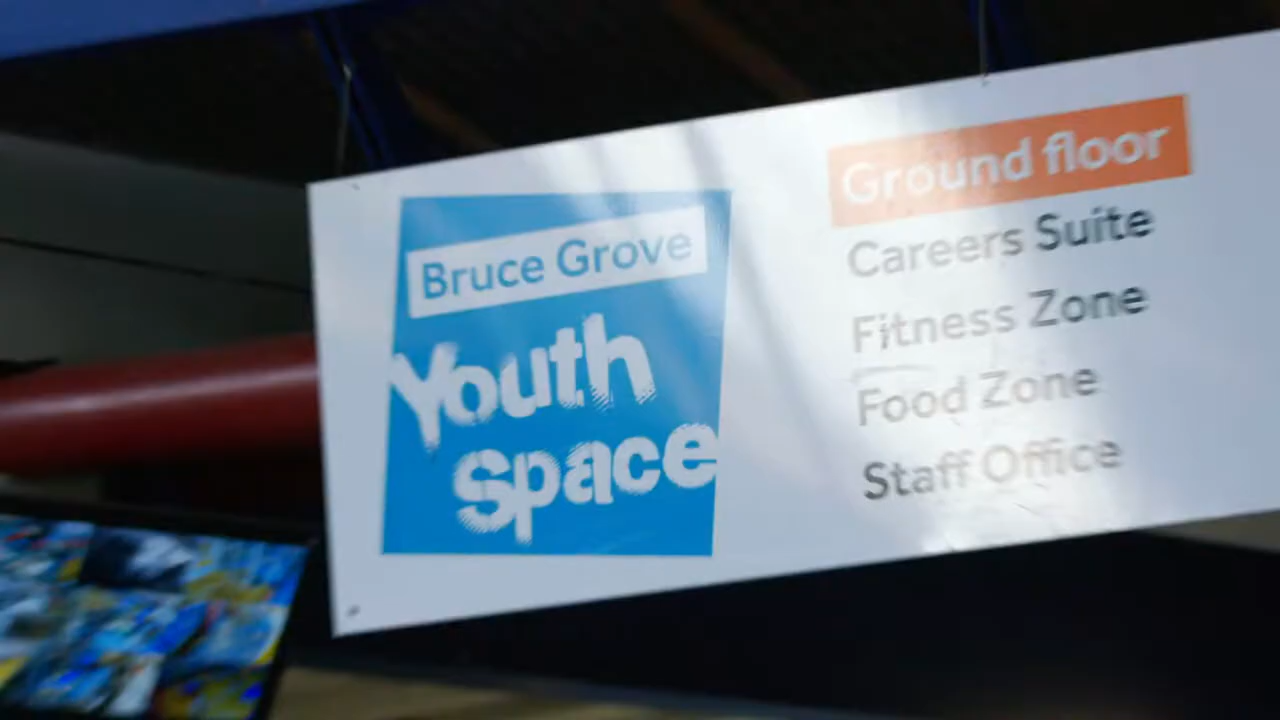 Bruce Grove
Youth
space
Ground floor
Careers Suite
Fitness Zone
Food Zone
Staff Office